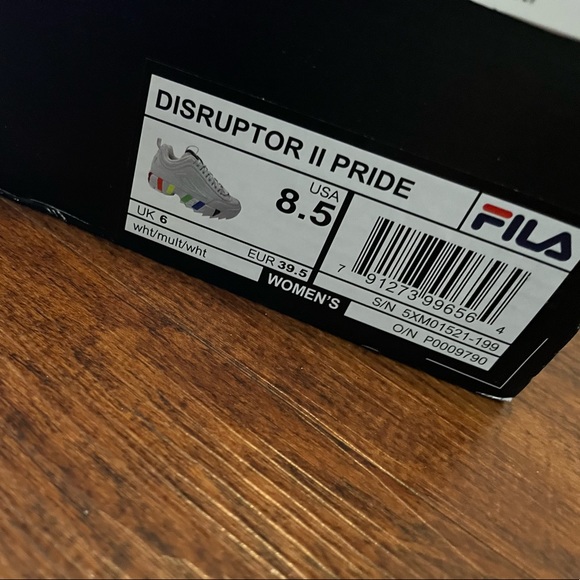 DISRUPTOR II PRIDE
USA
8.5
UK 6
wht/mult/wht
EUR 39.5
WOMEN'S
FILA
7 91273 99656 4
S/N 5XM01521-199
O/N P0009790